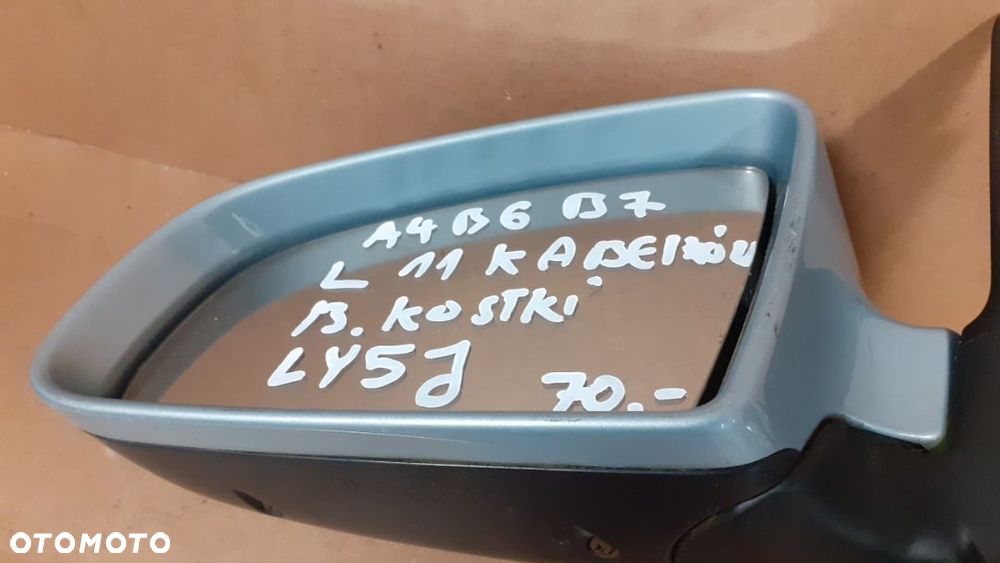 A4 B6 B7
L 11 KABELKÓW
B. KOSTKI
LY5J 70.-
OTOMOTO